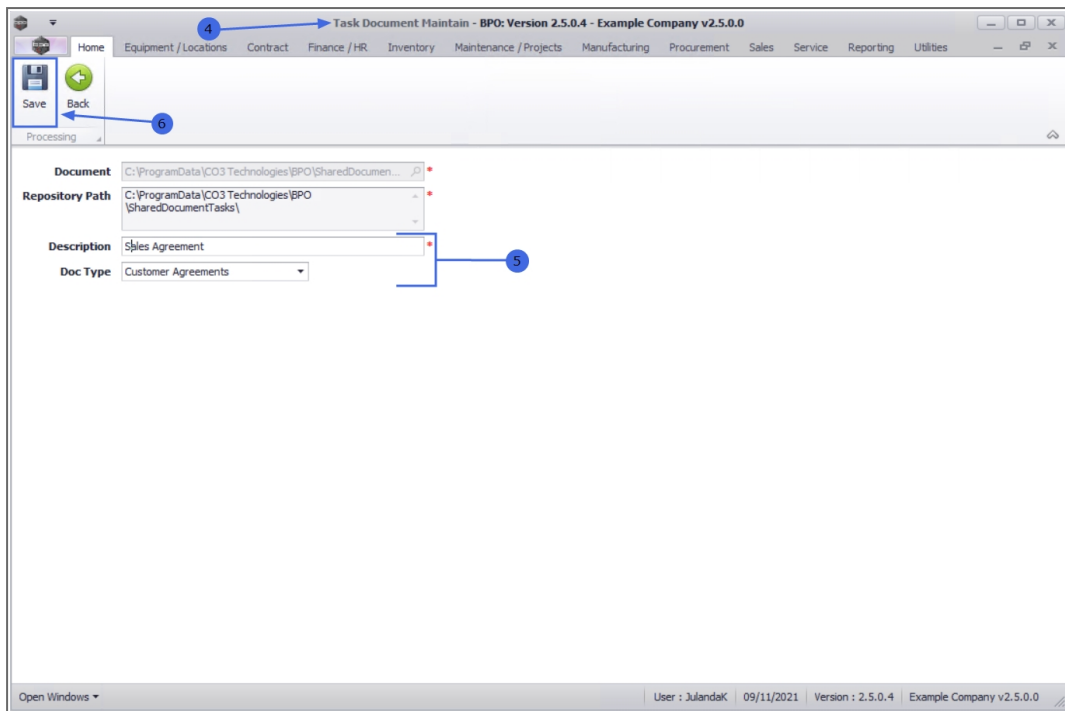 4
Task Document Maintain - BPO: Version 2.5.0.4 - Example Company v2.5.0.0
Home Equipment / Locations Contract Finance / HR Inventory Maintenance / Projects Manufacturing Procurement Sales Service Reporting Utilities
Save Back
6
Processing
Document C:\ProgramData\CO3 Technologies\BPO\SharedDocumen... *
Repository Path C:\ProgramData\CO3 Technologies\BPO *
\SharedDocumentTasks\
Description Sales Agreement *
5
Doc Type Customer Agreements
Open Windows User : JulandaK 09/11/2021 Version : 2.5.0.4 Example Company v2.5.0.0